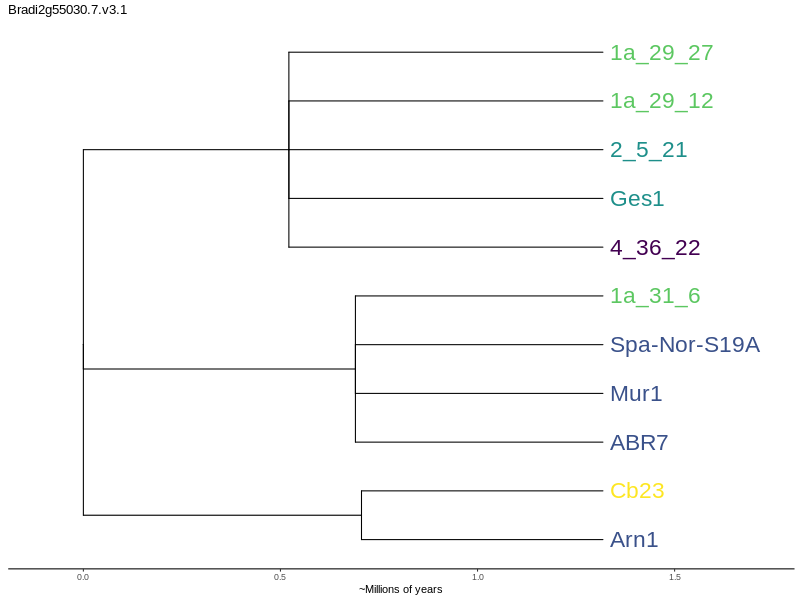 Bradi2g55030.7.v3.1
1a_29_27
1a_29_12
2_5_21
Ges1
4_36_22
1a_31_6
Spa-Nor-S19A
Mur1
ABR7
Cb23
Arn1
0.0 0.5 1.0 1.5
~Millions of years